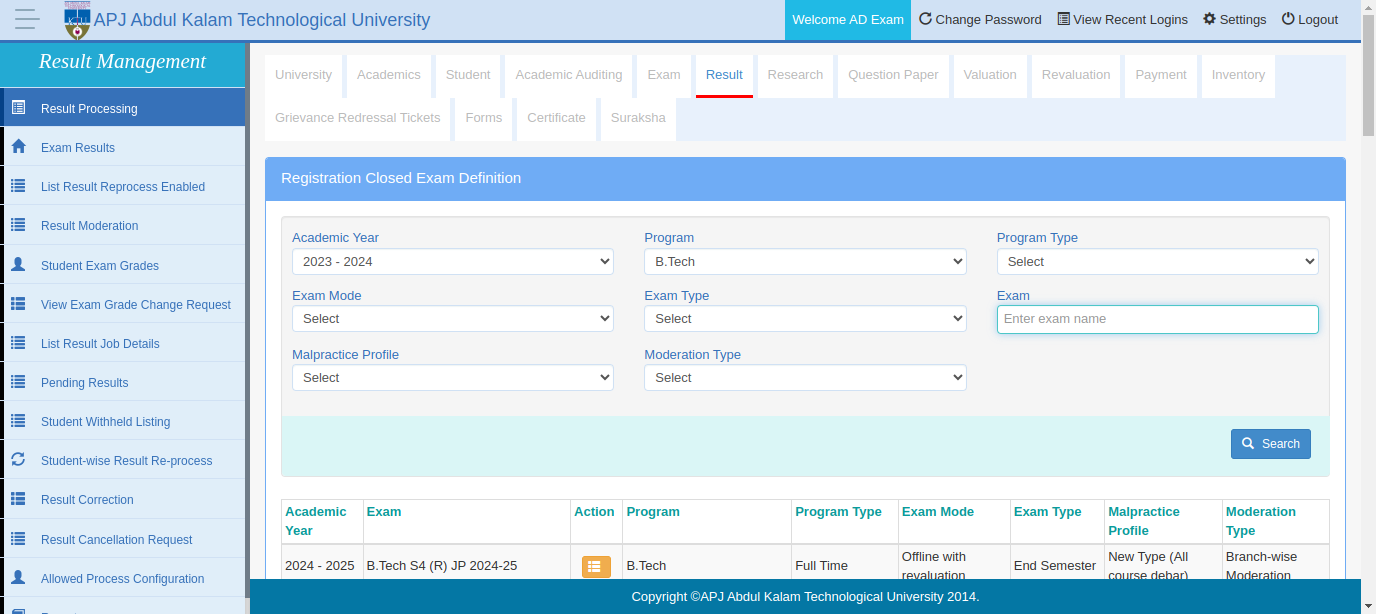 APJ Abdul Kalam Technological University
Welcome AD Exam Change Password View Recent Logins Settings Logout
Result Management
Result Processing
Exam Results
List Result Reprocess Enabled
Result Moderation
Student Exam Grades
View Exam Grade Change Request
List Result Job Details
Pending Results
Student Withheld Listing
Student-wise Result Re-process
Result Correction
Result Cancellation Request
Allowed Process Configuration
University Academics Student Academic Auditing Exam Result Research Question Paper Valuation Revaluation Payment Inventory
Grievance Redressal Tickets Forms Certificate Suraksha
Registration Closed Exam Definition
Academic Year Program Program Type
2023 - 2024 B.Tech Select
Exam Mode Exam Type Exam
Select Select Enter exam name
Malpractice Profile Moderation Type
Select Select
Search
Academic Year Exam Action Program Program Type Exam Mode Exam Type Malpractice Profile Moderation Type
2024 - 2025 B.Tech S4 (R) JP 2024-25 B.Tech Full Time Offline with revaluation End Semester New Type (All course debar) Branch-wise Moderation
Copyright ©APJ Abdul Kalam Technological University 2014.